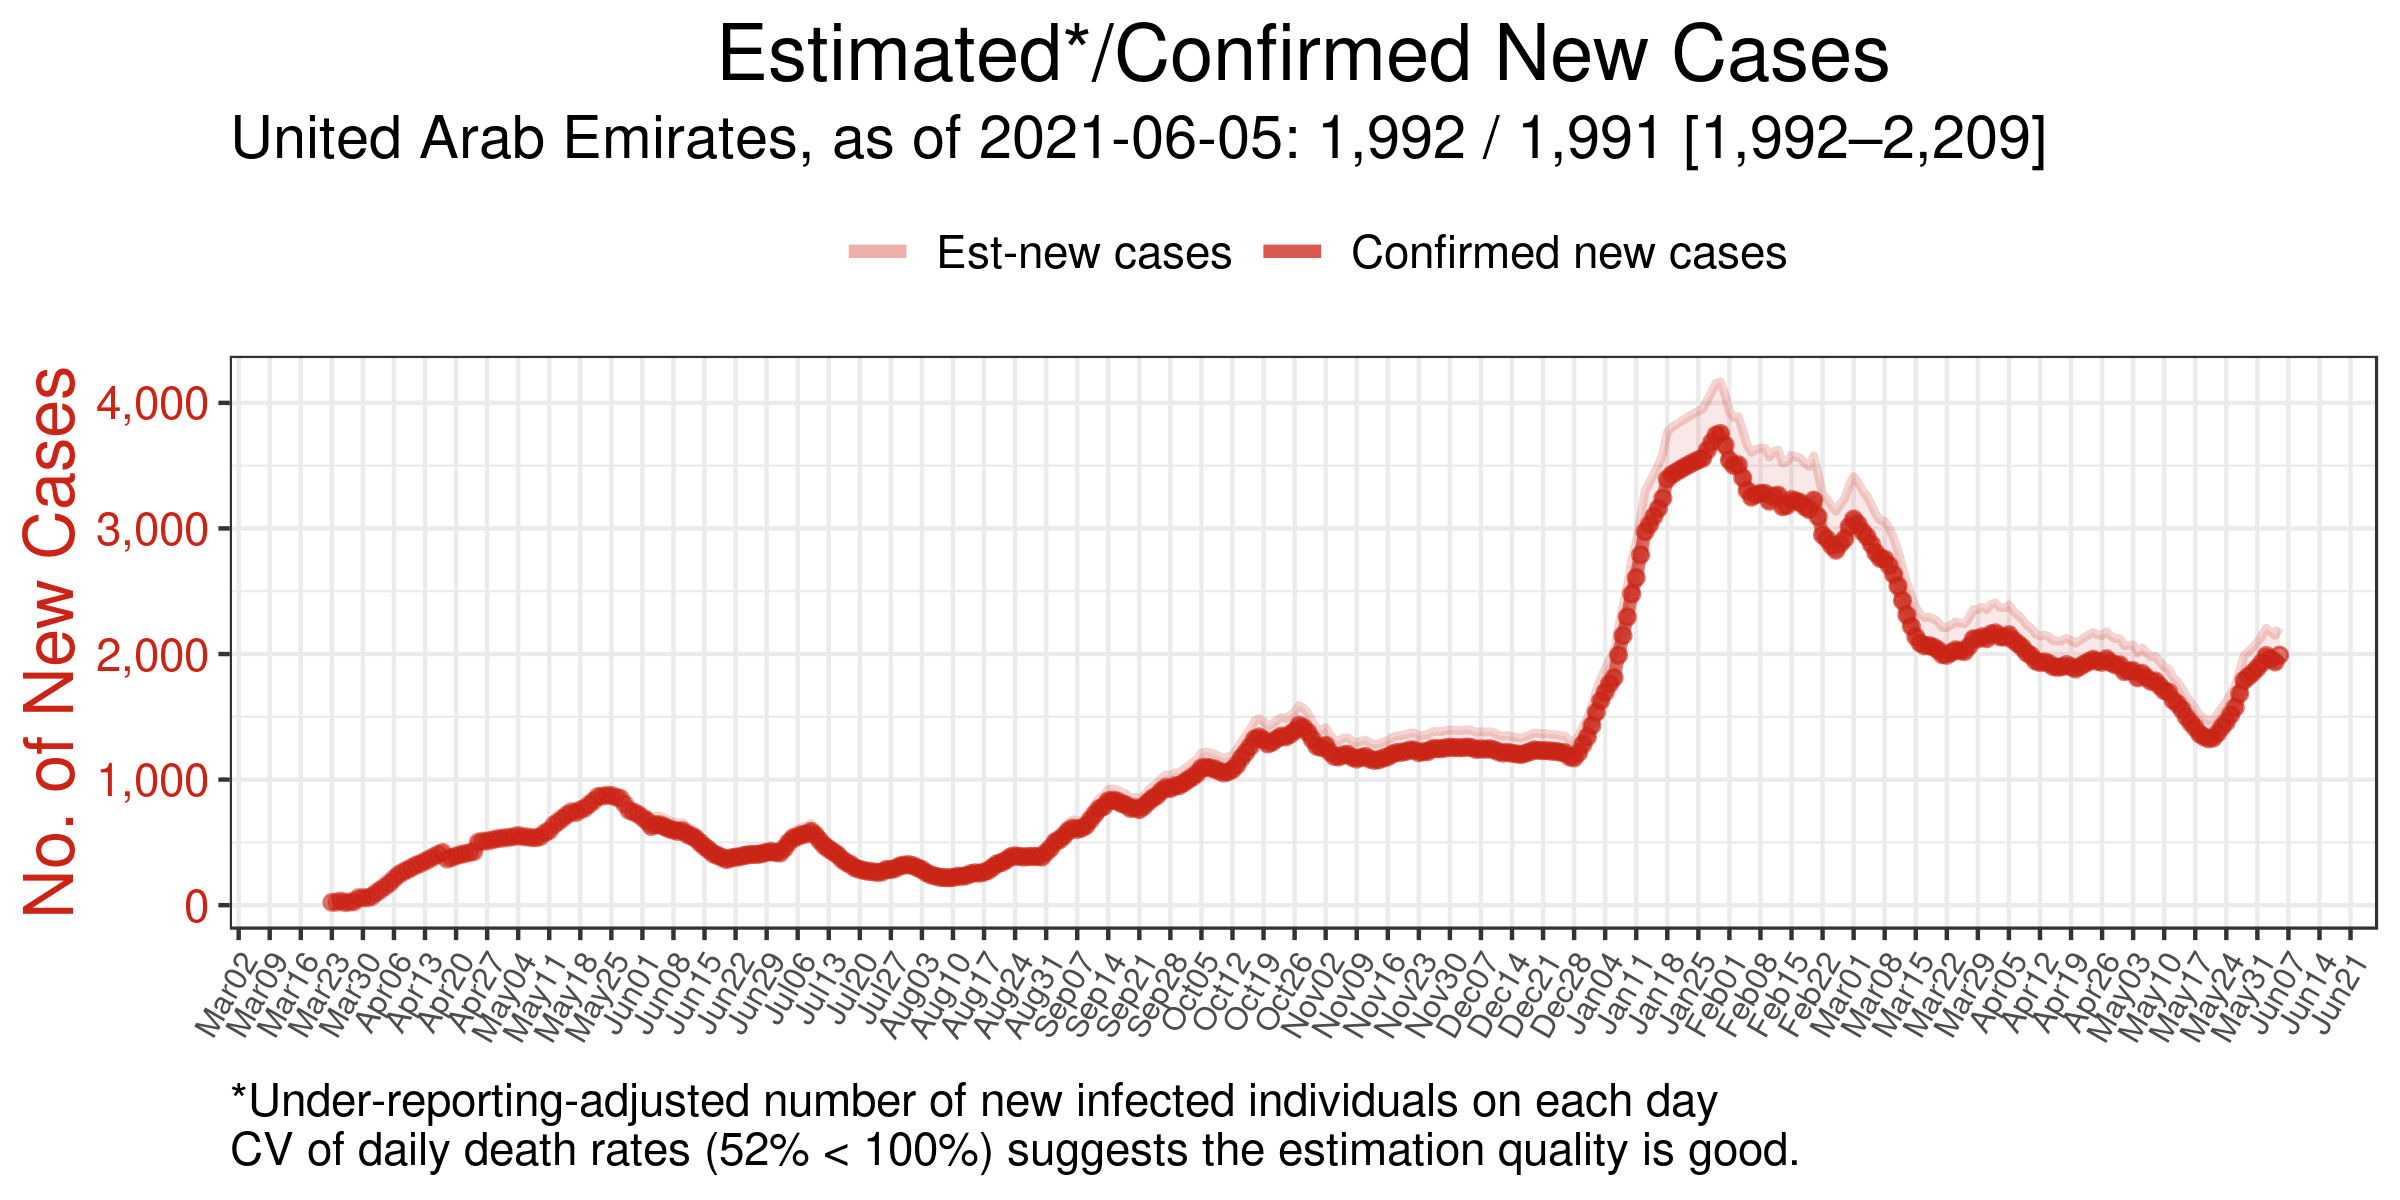 Estimated*/Confirmed New Cases
United Arab Emirates, as of 2021-06-05: 1,992 / 1,991 [1,992–2,209]
Est-new cases Confirmed new cases
No. of New Cases
4,000
3,000
2,000
1,000
0
Mar02 Mar09 Mar16 Mar23 Mar30 Apr06 Apr13 Apr20 Apr27 May04 May11 May18 May25 Jun01 Jun08 Jun15 Jun22 Jun29 Jul06 Jul13 Jul20 Jul27 Aug03 Aug10 Aug17 Aug24 Aug31 Sep07 Sep14 Sep21 Sep28 Oct05 Oct12 Oct19 Oct26 Nov02 Nov09 Nov16 Nov23 Nov30 Dec07 Dec14 Dec21 Dec28 Jan04 Jan11 Jan18 Jan25 Feb01 Feb08 Feb15 Feb22 Mar01 Mar08 Mar15 Mar22 Mar29 Apr05 Apr12 Apr19 Apr26 May03 May10 May17 May24 May31 Jun07 Jun14 Jun21
*Under-reporting-adjusted number of new infected individuals on each day
CV of daily death rates (52% < 100%) suggests the estimation quality is good.